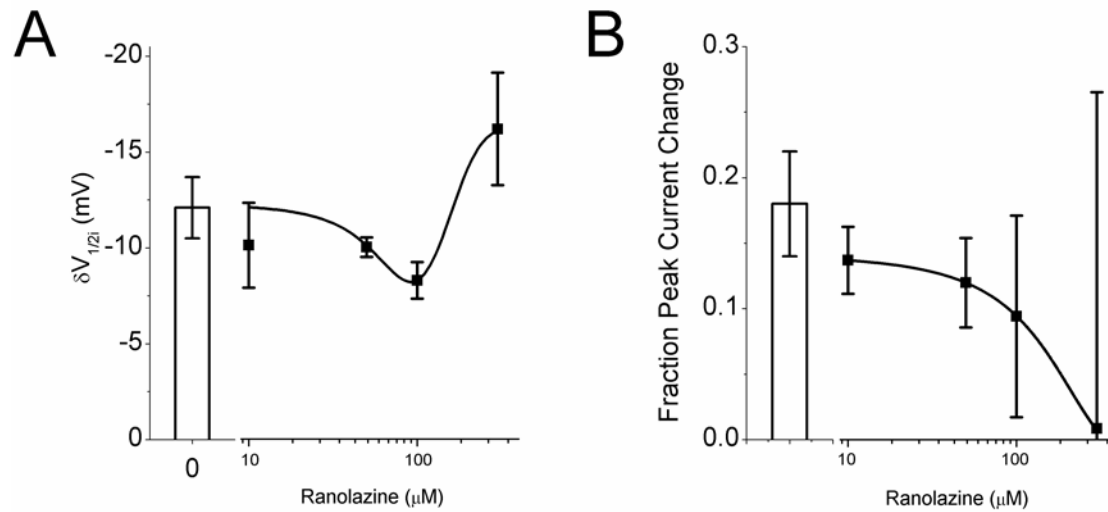 A
B
δV1/2i (mV)
-20
-15
-10
-5
0
0
10
100
Ranolazine (μM)
Fraction Peak Current Change
0.3
0.2
0.1
0.0
10
100
Ranolazine (μM)